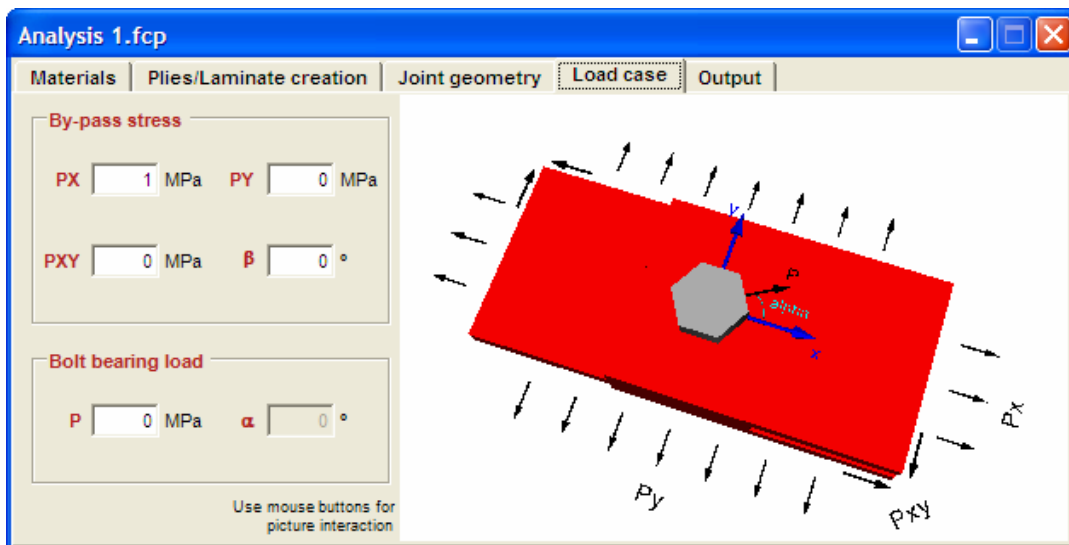 Analysis 1.fcp
Materials Plies/Laminate creation Joint geometry Load case Output
By-pass stress
PX 1 MPa PY 0 MPa
PXY 0 MPa β 0 °
Bolt bearing load
P 0 MPa α 0 °
Use mouse buttons for
picture interaction
y
P
alpha
x
Px
Py
Pxy